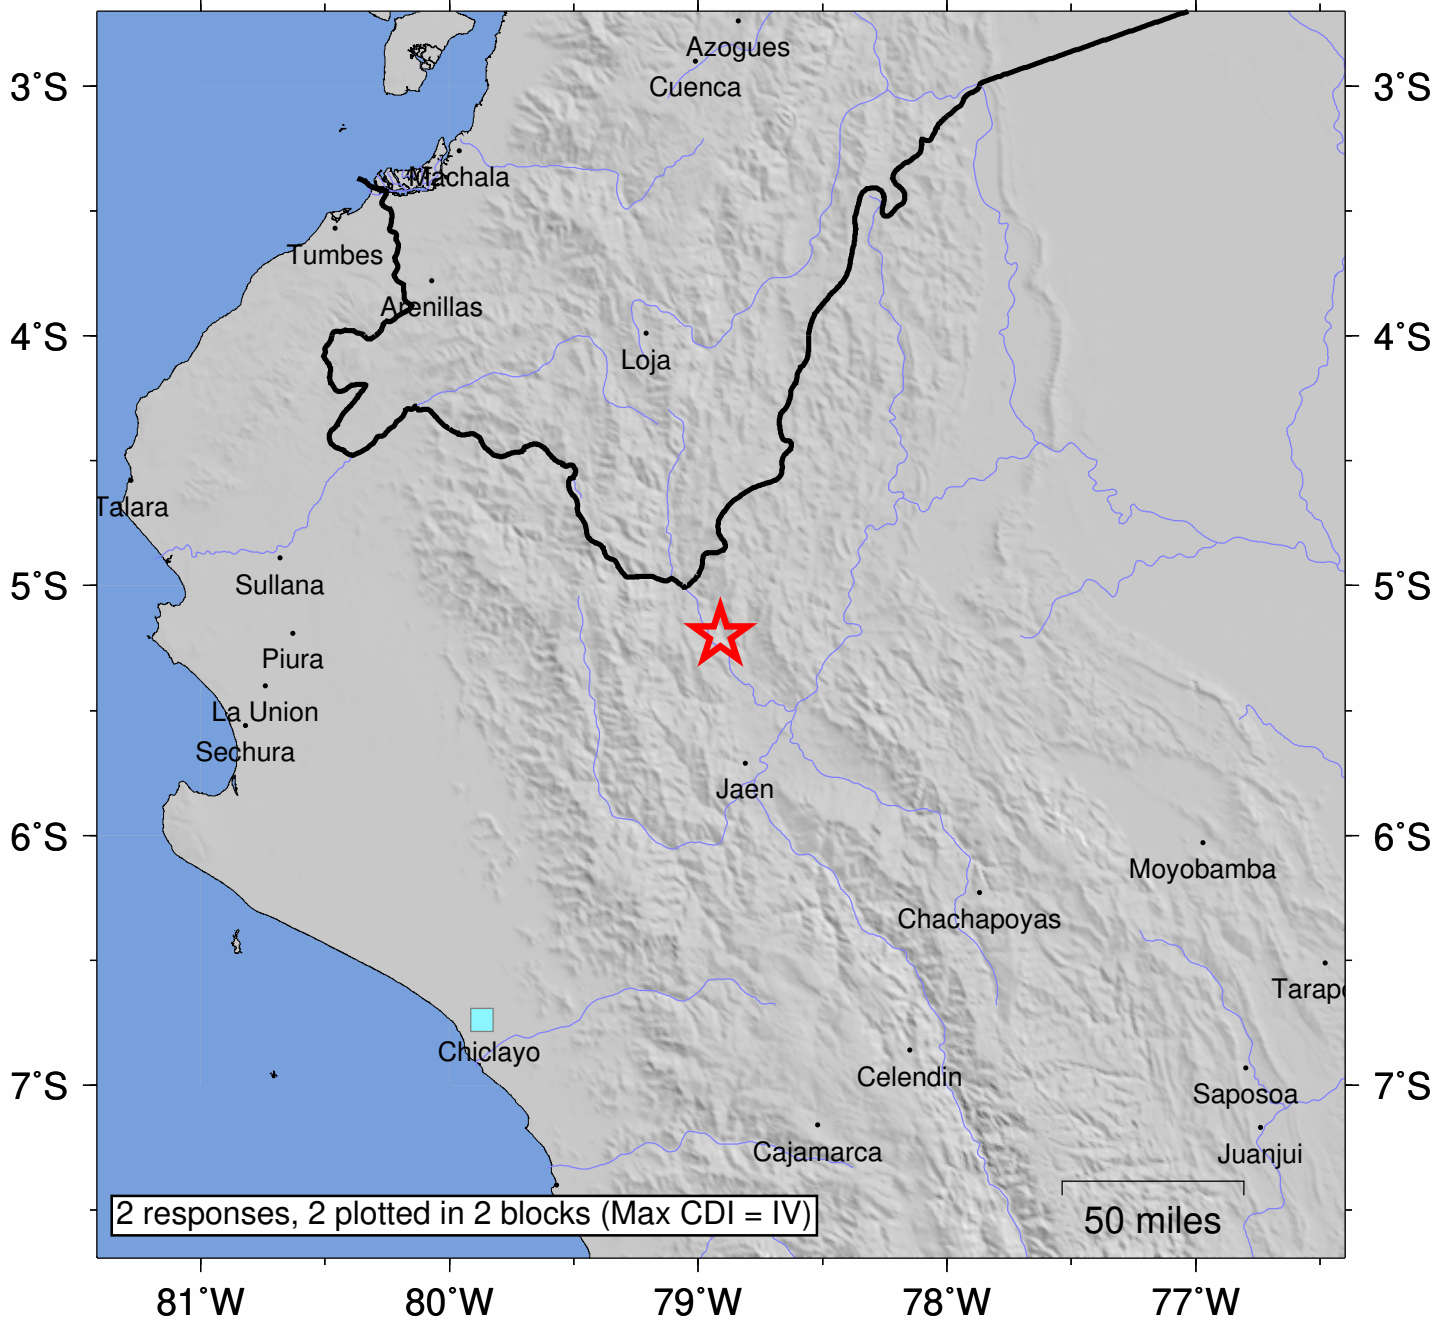 Azogues
3˚S
3˚S
Cuenca
Machala
Tumbes
Arenillas
4˚S
4˚S
Loja
Talara
Sullana
5˚S
5˚S
Piura
La Union
Sechura
Jaen
6˚S
6˚S
Moyobamba
Chachapoyas
Tarapo
Chiclayo
Celendin
7˚S
7˚S
Saposoa
Cajamarca
Juanjui
2 responses, 2 plotted in 2 blocks (Max CDI = IV)
50 miles
81˚W
80˚W
79˚W
78˚W
77˚W